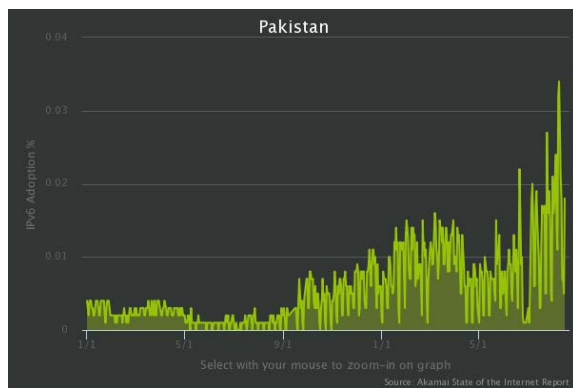 Pakistan
0.04
0.03
0.02
0.01
0
IPv6 Adoption %
1/1 5/1 9/1 1/1 5/1
Select with your mouse to zoom-in on graph
Source: Akamai State of the Internet Report